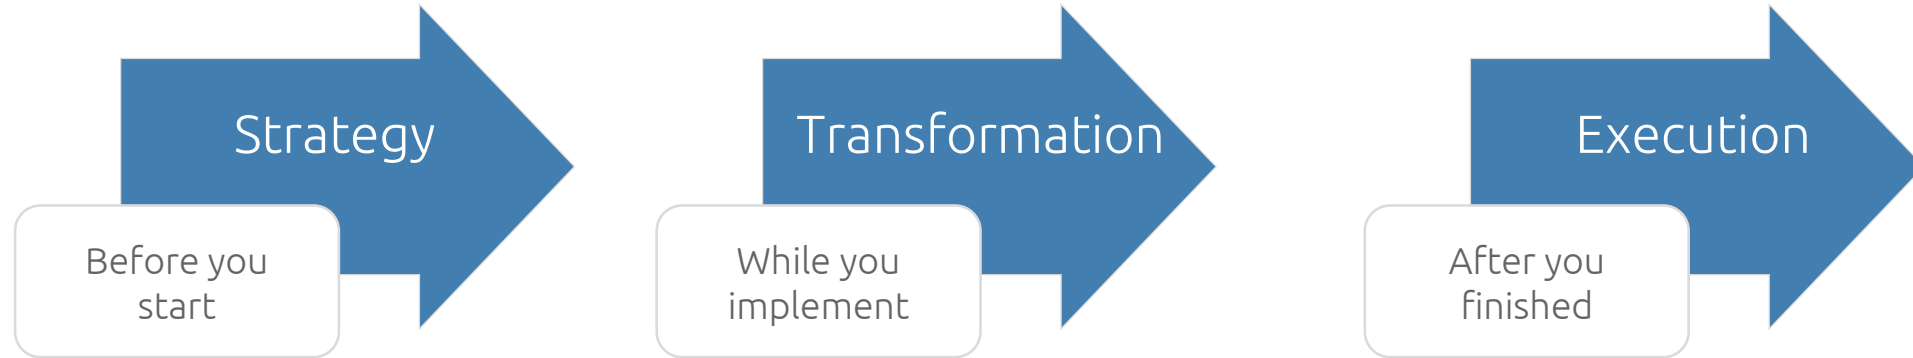 Strategy
Before you
start
Transformation
While you
implement
Execution
After you
finished